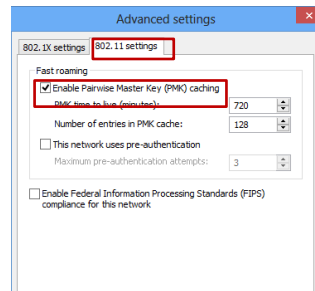 Advanced settings
802.1X settings 802.11 settings
Fast roaming
Enable Pairwise Master Key (PMK) caching
PMK time to live (minutes): 720
Number of entries in PMK cache: 128
This network uses pre-authentication
Maximum pre-authentication attempts: 3
Enable Federal Information Processing Standards (FIPS)
compliance for this network